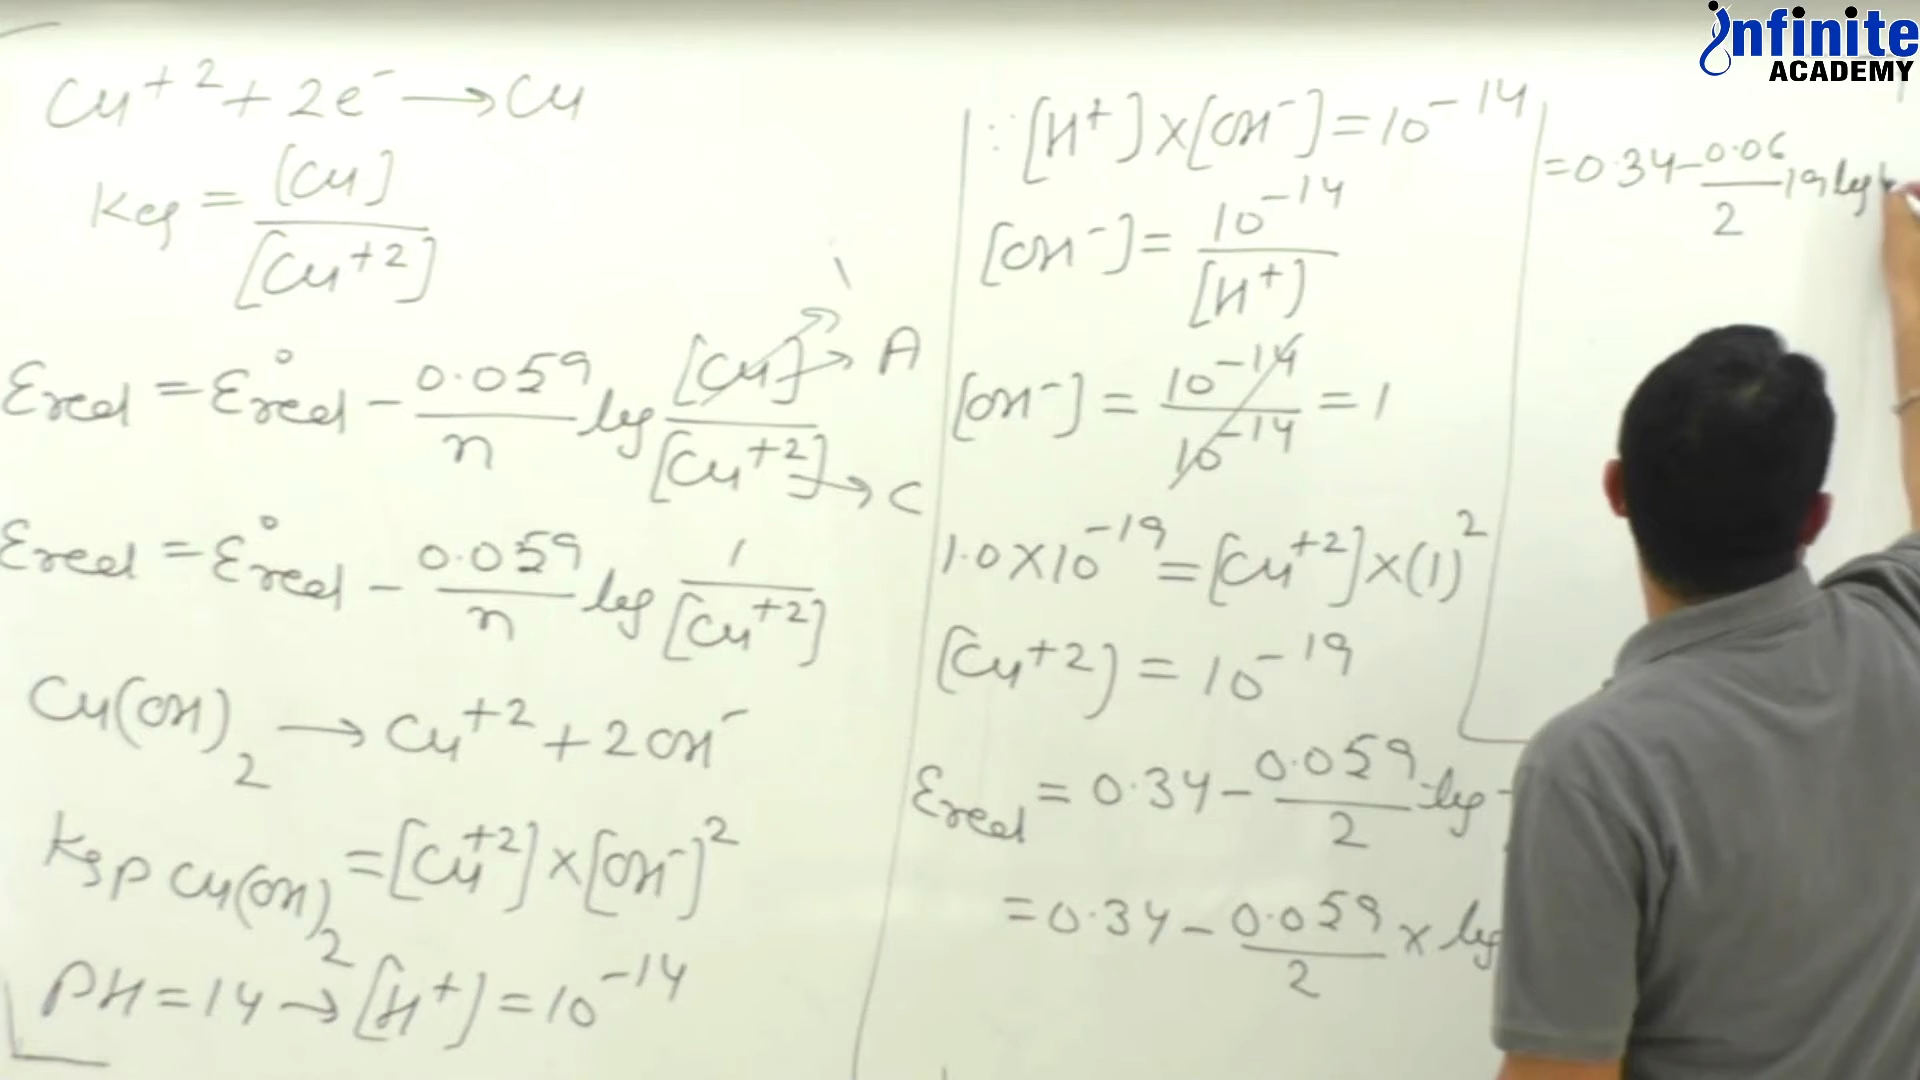 Cu⁺² + 2e⁻ → Cu
Keq = [Cu] / [Cu⁺²]
Ered = E°red − 0.059/n log [Cu] / [Cu⁺²] → A → C
Ered = E°red − 0.059/n log 1 / [Cu⁺²]
Cu(OH)₂ → Cu⁺² + 2OH⁻
Ksp Cu(OH)₂ = [Cu⁺²] × [OH⁻]²
PH = 14 → [H⁺] = 10⁻¹⁴
∵ [H⁺] × [OH⁻] = 10⁻¹⁴
[OH⁻] = 10⁻¹⁴ / [H⁺]
[OH⁻] = 10⁻¹⁴ / 10⁻¹⁴ = 1
1.0 × 10⁻¹⁹ = [Cu⁺²] × (1)²
[Cu⁺²] = 10⁻¹⁹
Ered = 0.34 − 0.059/2 log
= 0.34 − 0.059/2 × log
= 0.34 − 0.06/2 19 log
infinite
ACADEMY